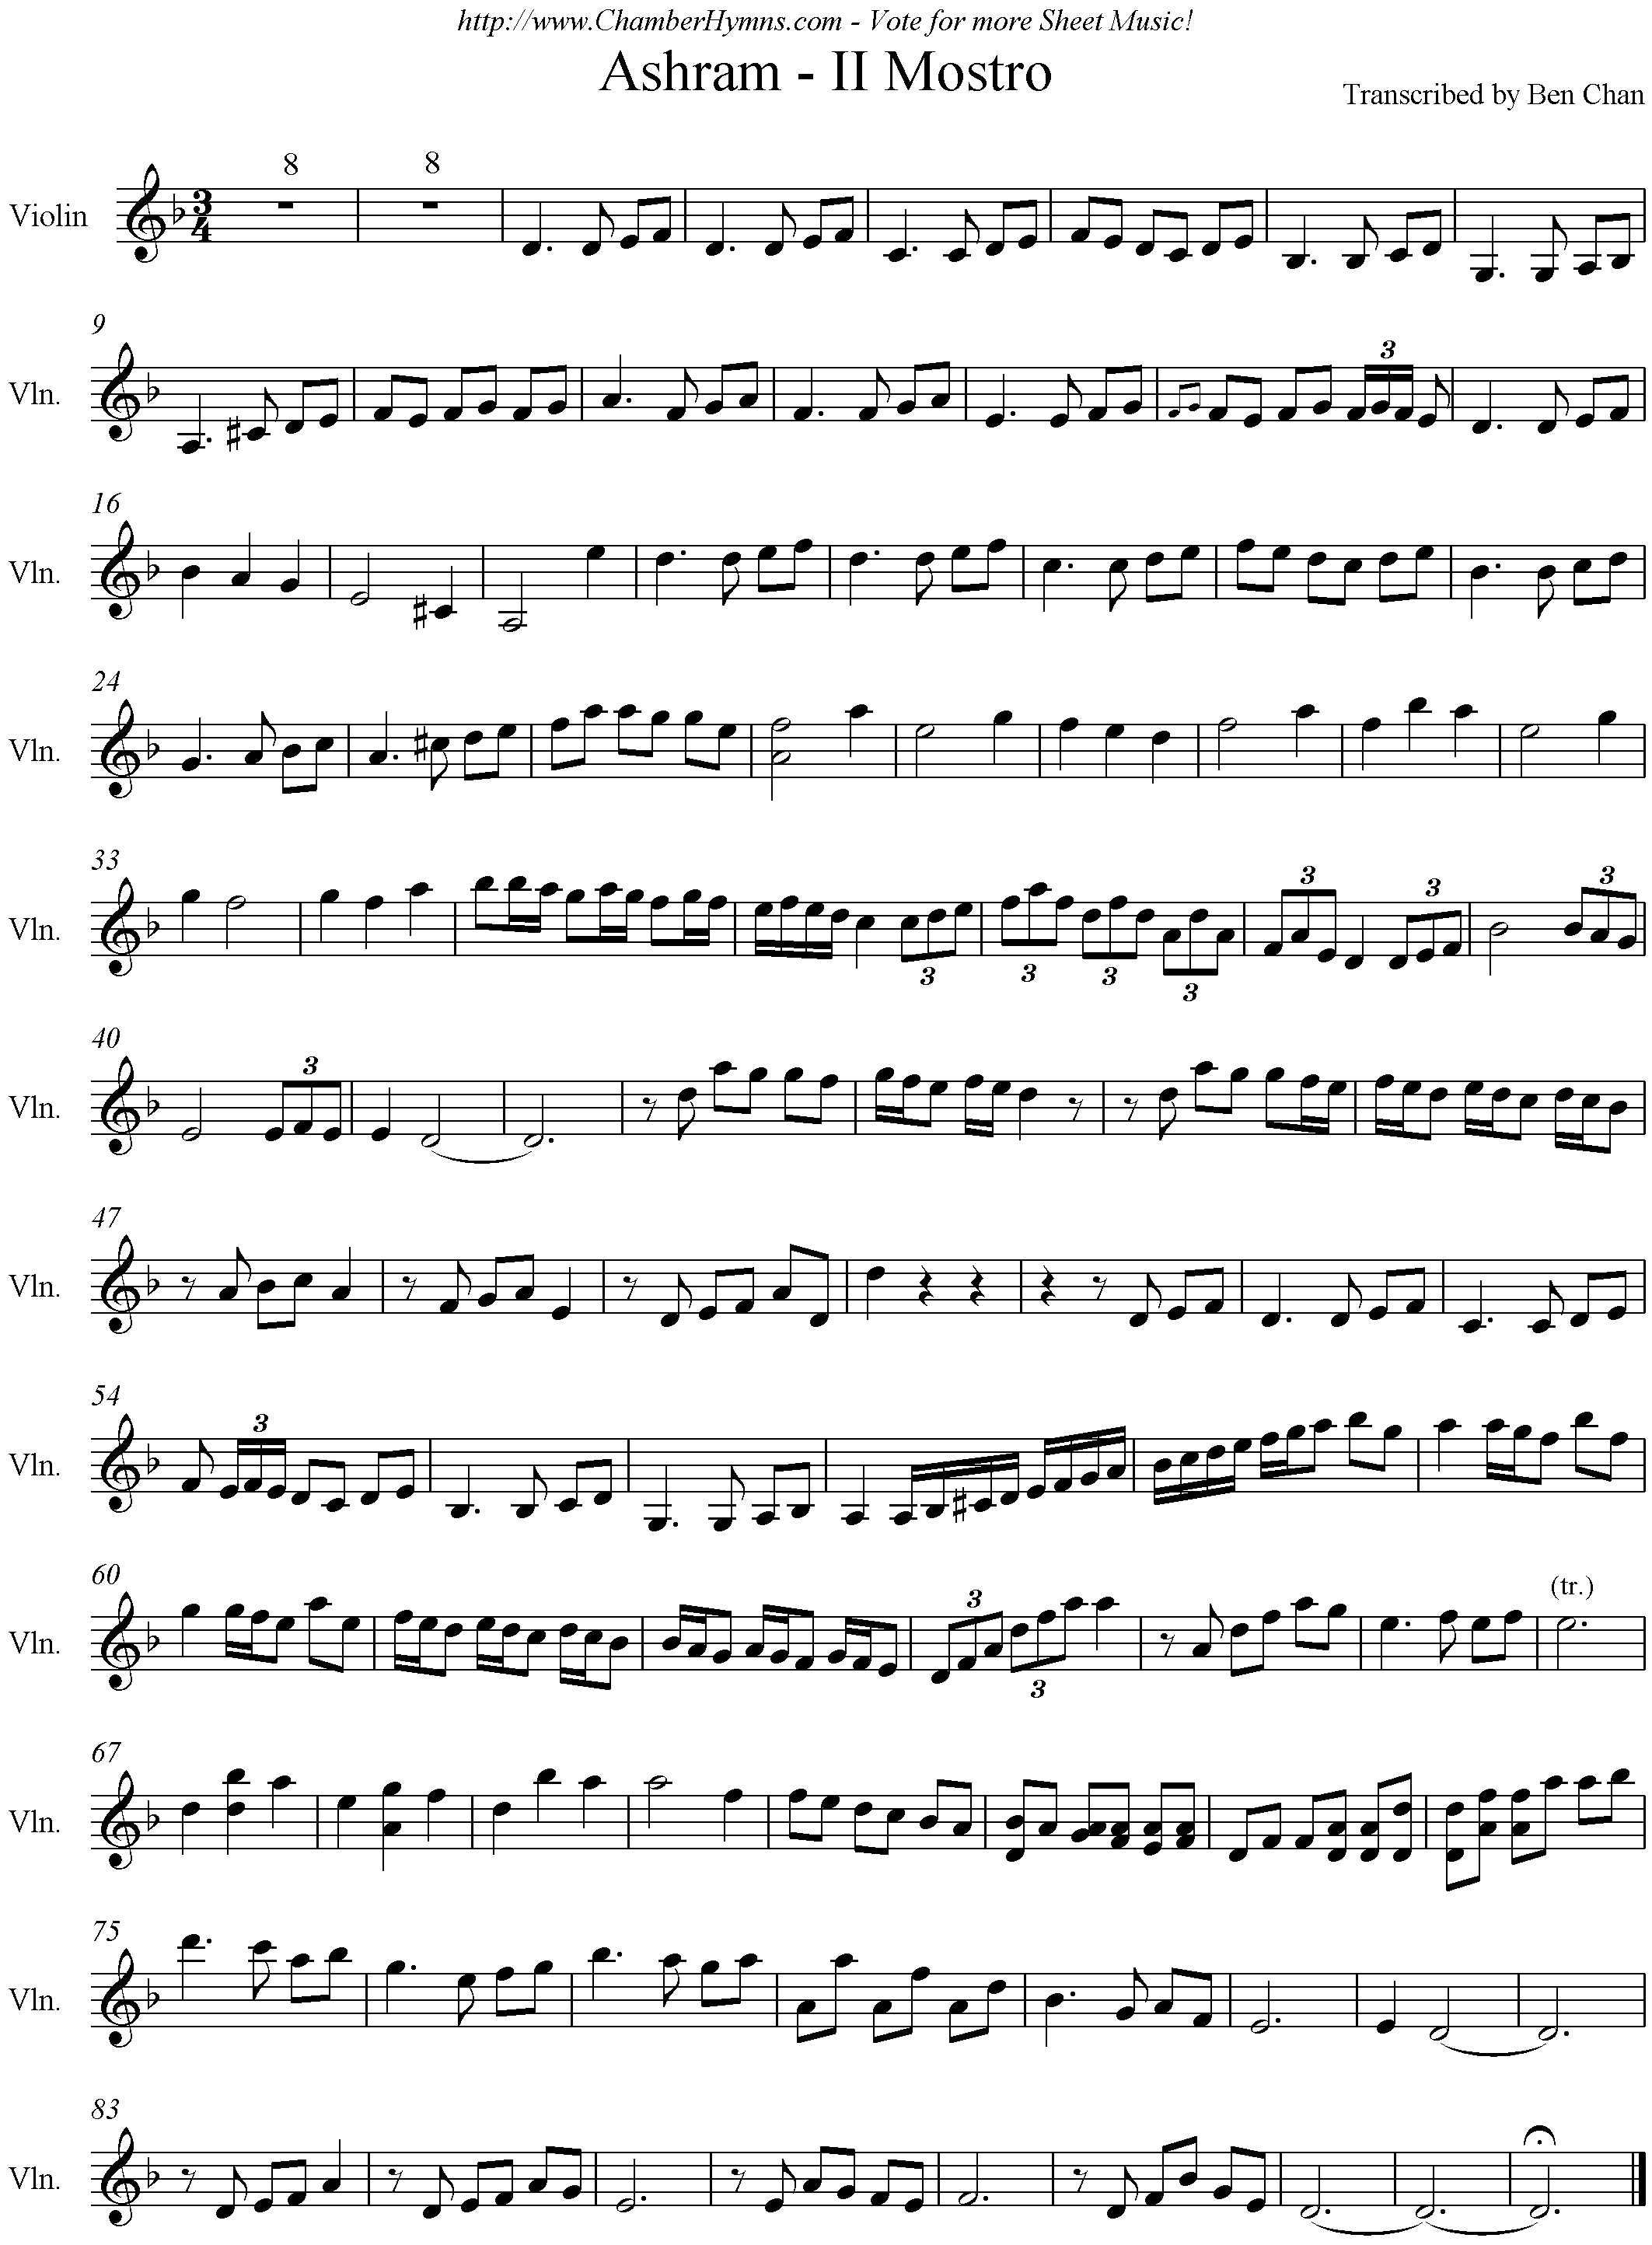 http://www.ChamberHymns.com - Vote for more Sheet Music!
Ashram - II Mostro
Transcribed by Ben Chan
8 8
Violin 3 4
9
3
Vln.
16
Vln.
24
Vln.
33
3 3
Vln.
3 3 3 3 3
40
3
Vln.
47
Vln.
54
3
Vln.
60
(tr.)
3
Vln.
3
67
Vln.
75
Vln.
83
Vln.